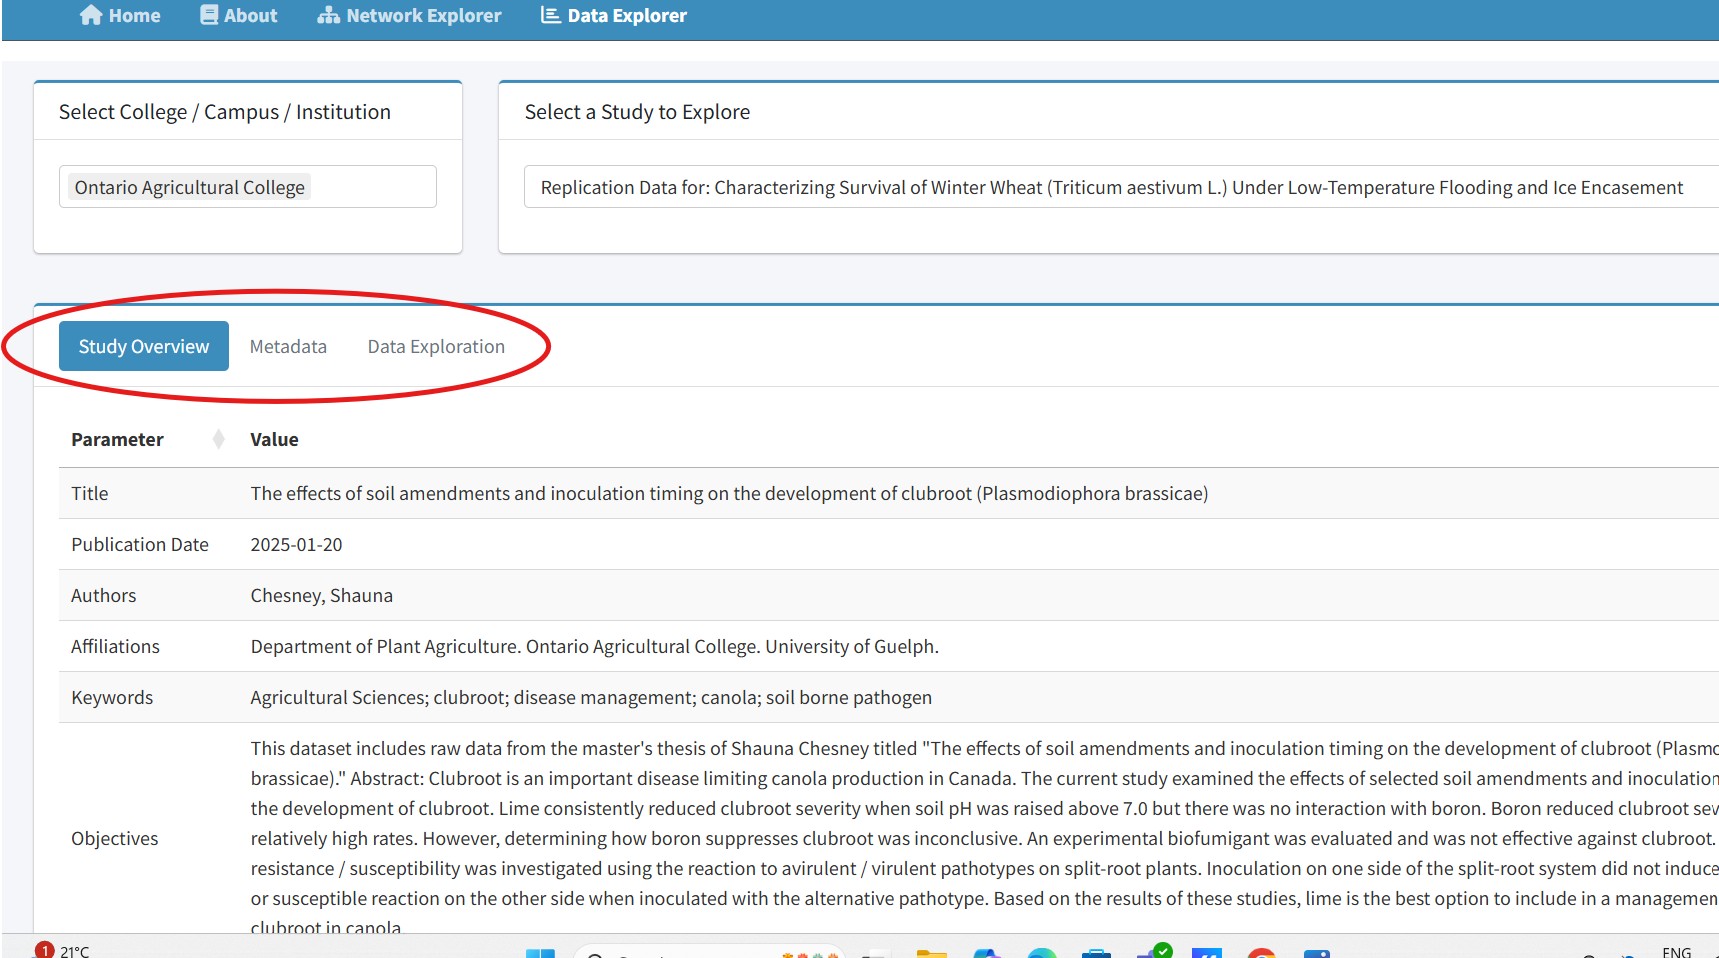 Home About Network Explorer Data Explorer
Select College / Campus / Institution
Select a Study to Explore
Ontario Agricultural College
Replication Data for: Characterizing Survival of Winter Wheat (Triticum aestivum L.) Under Low-Temperature Flooding and Ice Encasement
Study Overview Metadata Data Exploration
Parameter Value
Title The effects of soil amendments and inoculation timing on the development of clubroot (Plasmodiophora brassicae)
Publication Date 2025-01-20
Authors Chesney, Shauna
Affiliations Department of Plant Agriculture. Ontario Agricultural College. University of Guelph.
Keywords Agricultural Sciences; clubroot; disease management; canola; soil borne pathogen
Objectives
This dataset includes raw data from the master's thesis of Shauna Chesney titled "The effects of soil amendments and inoculation timing on the development of clubroot (Plasmo
brassicae)." Abstract: Clubroot is an important disease limiting canola production in Canada. The current study examined the effects of selected soil amendments and inoculation
the development of clubroot. Lime consistently reduced clubroot severity when soil pH was raised above 7.0 but there was no interaction with boron. Boron reduced clubroot sev
relatively high rates. However, determining how boron suppresses clubroot was inconclusive. An experimental biofumigant was evaluated and was not effective against clubroot.
resistance / susceptibility was investigated using the reaction to avirulent / virulent pathotypes on split-root plants. Inoculation on one side of the split-root system did not induce
or susceptible reaction on the other side when inoculated with the alternative pathotype. Based on the results of these studies, lime is the best option to include in a managemen
clubroot in canola
1 21°C
ENG